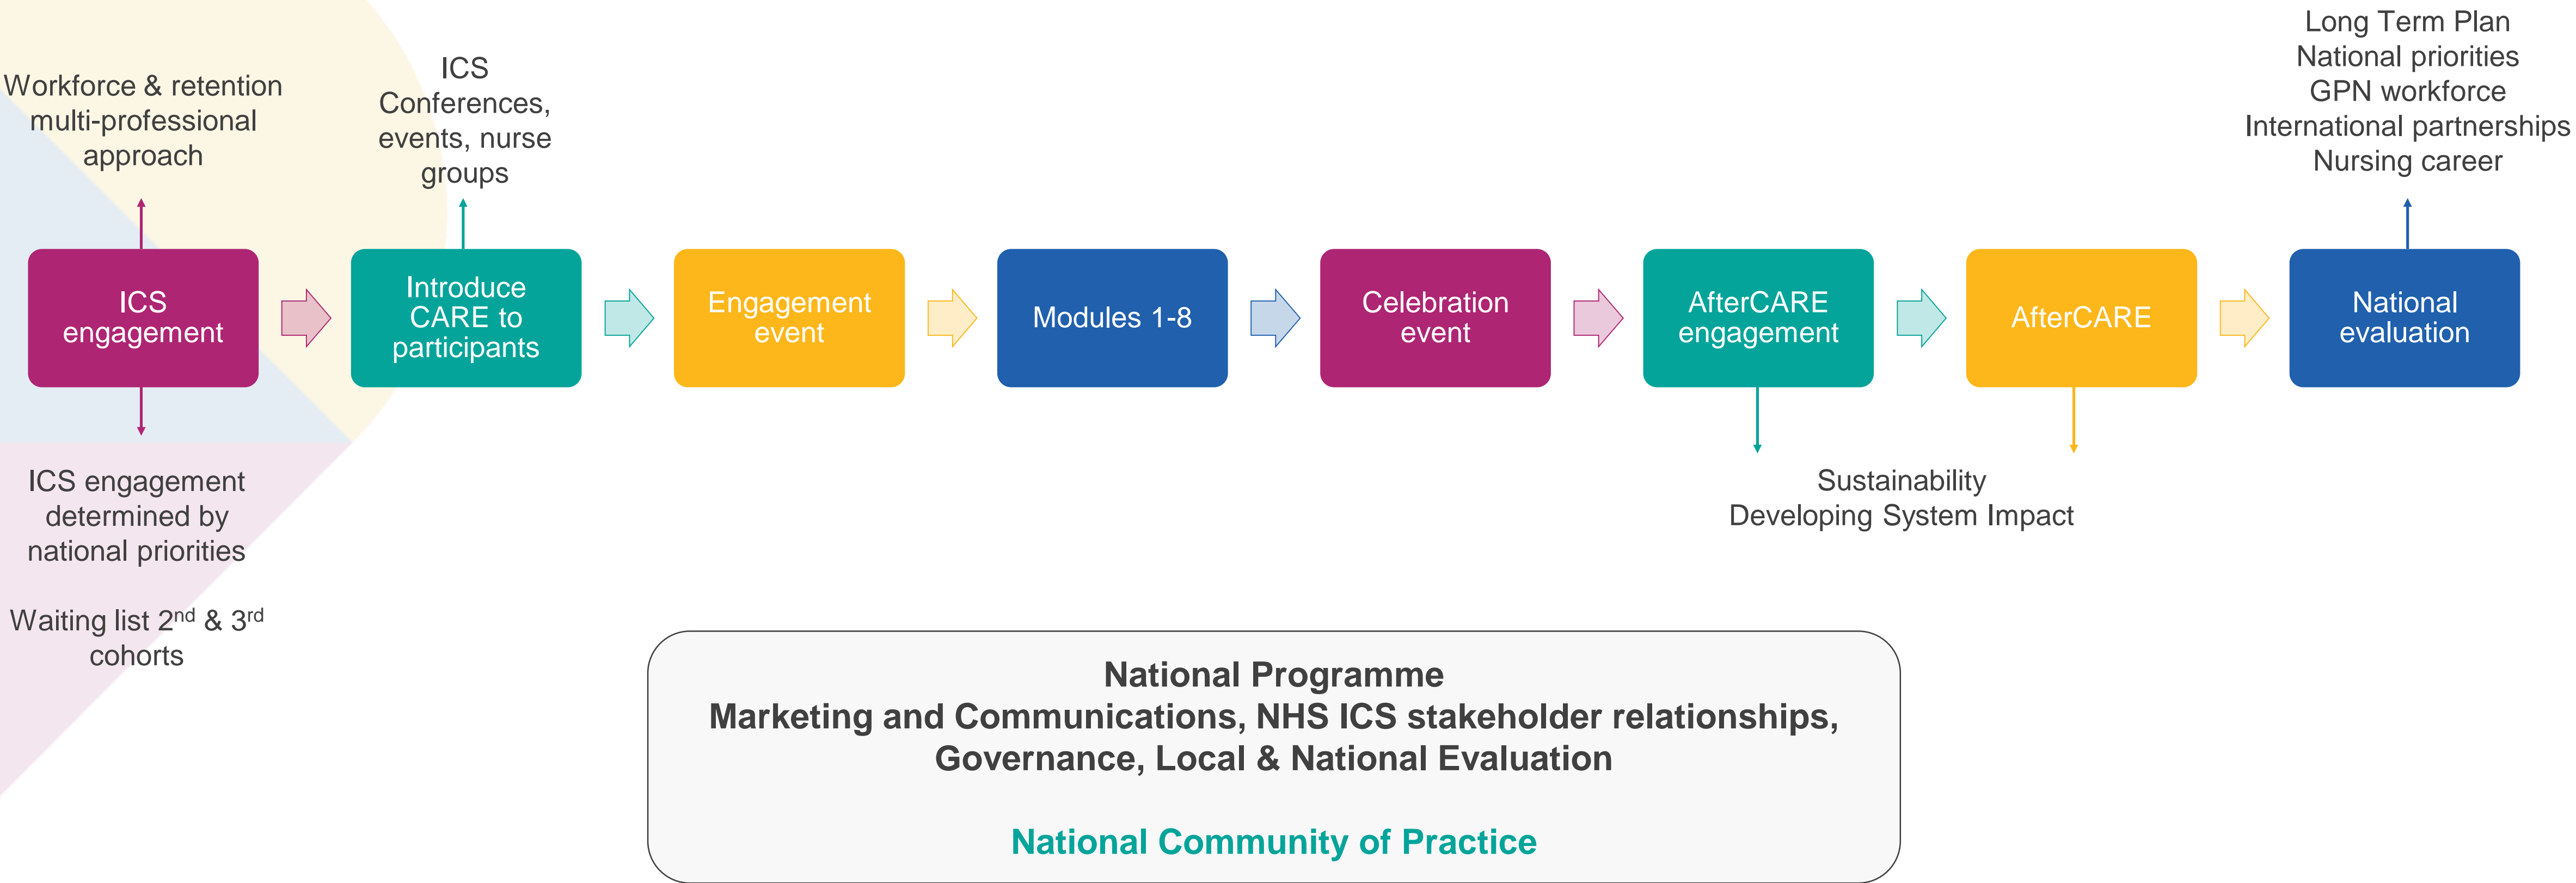 Workforce & retention
multi-professional
approach
ICS
Conferences,
events, nurse
groups
Long Term Plan
National priorities
GPN workforce
International partnerships
Nursing career
ICS
engagement
Introduce
CARE to
participants
Engagement
event
Modules 1-8
Celebration
event
AfterCARE
engagement
AfterCARE
National
evaluation
ICS engagement
determined by
national priorities
Waiting list 2nd & 3rd
cohorts
Sustainability
Developing System Impact
National Programme
Marketing and Communications, NHS ICS stakeholder relationships,
Governance, Local & National Evaluation
National Community of Practice